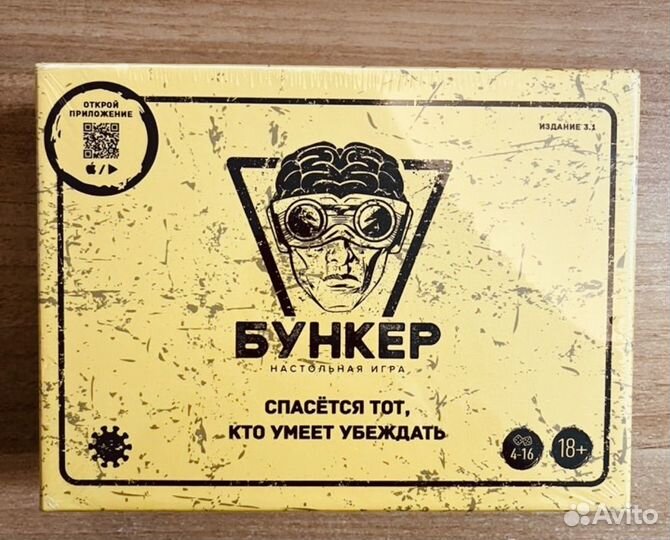 ОТКРОЙ
ПРИЛОЖЕНИЕ
ИЗДАНИЕ 3.1
БУНКЕР
НАСТОЛЬНАЯ ИГРА
СПАСЁТСЯ ТОТ,
КТО УМЕЕТ УБЕЖДАТЬ
4-16
18+
Avito